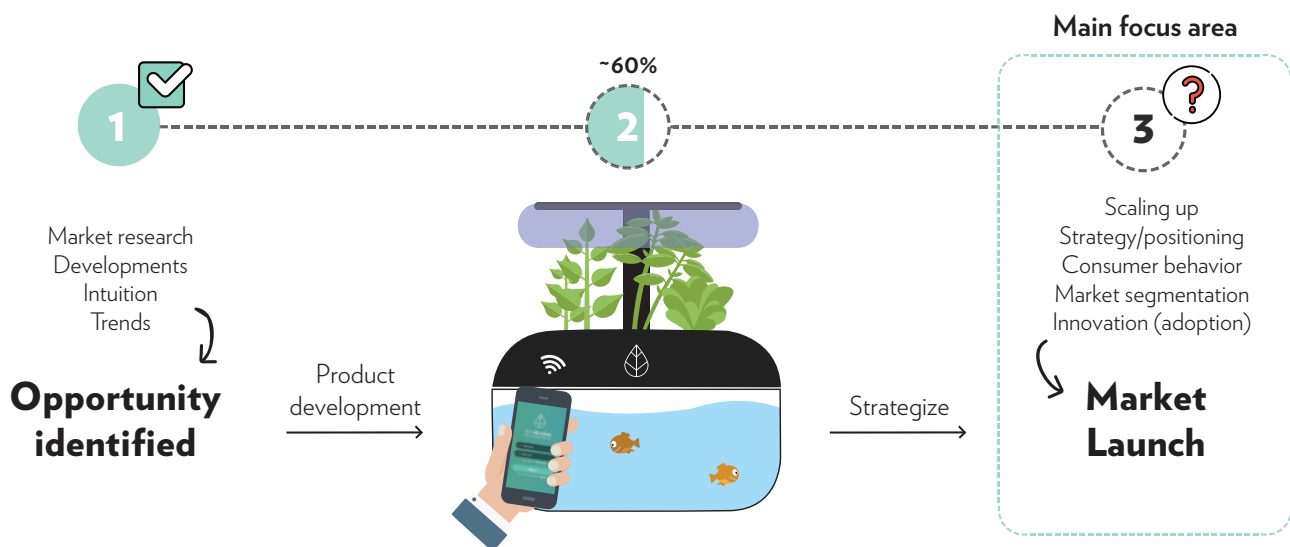 Main focus area
~60%
1
2
3
Market research
Developments
Intuition
Trends
Opportunity
identified
Product
development
Strategize
Scaling up
Strategy/positioning
Consumer behavior
Market segmentation
Innovation (adoption)
Market
Launch